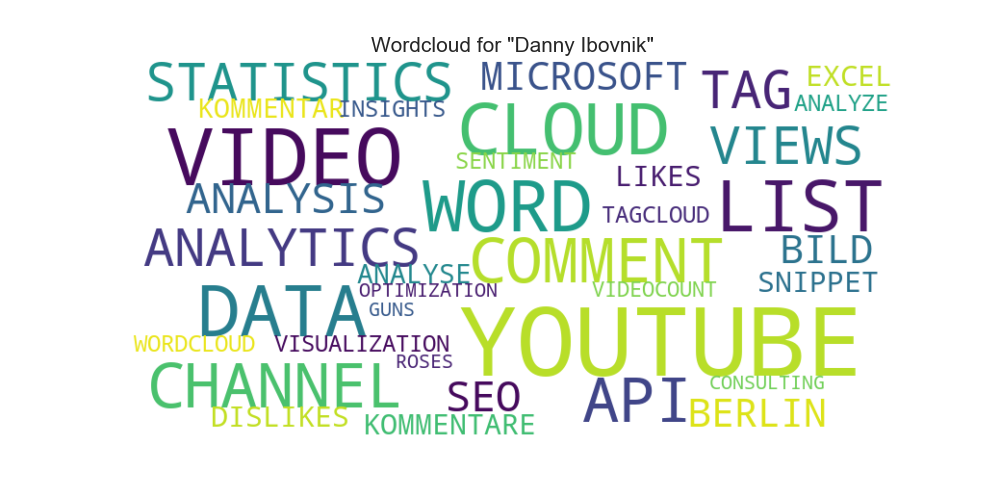 Wordcloud for "Danny Ibovnik"
STATISTICS
MICROSOFT
TAG
EXCEL
KOMMENTAR
INSIGHTS
CLOUD
ANALYZE
VIDEO
VIEWS
SENTIMENT
LIKES
ANALYSIS
WORD
TAGCLOUD
LIST
ANALYTICS
COMMENT
BILD
ANALYSE
SNIPPET
OPTIMIZATION
VIDEOCOUNT
DATA
GUNS
YOUTUBE
WORDCLOUD
VISUALIZATION
ROSES
CHANNEL
SEO
API
CONSULTING
DISLIKES
KOMMENTARE
BERLIN